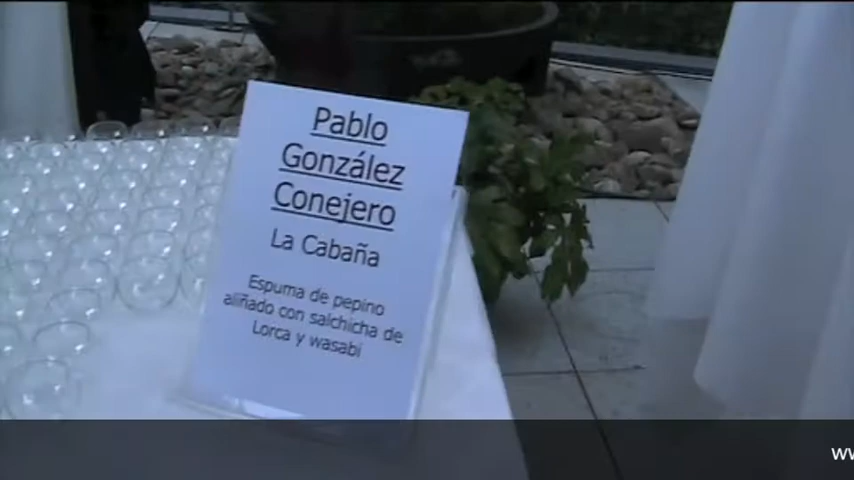 Pablo
González
Conejero
La Cabaña
Espuma de pepino
aliñado con salchicha de
Lorca y wasabi